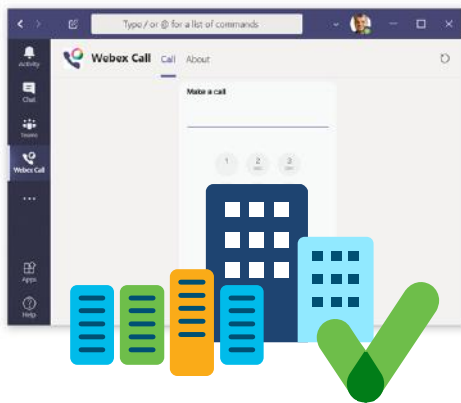 Type / or @ for a list of commands
Activity
Webex Call Call About
Chat
Make a call
Teams
1 2 3
Webex Call
Apps
Help